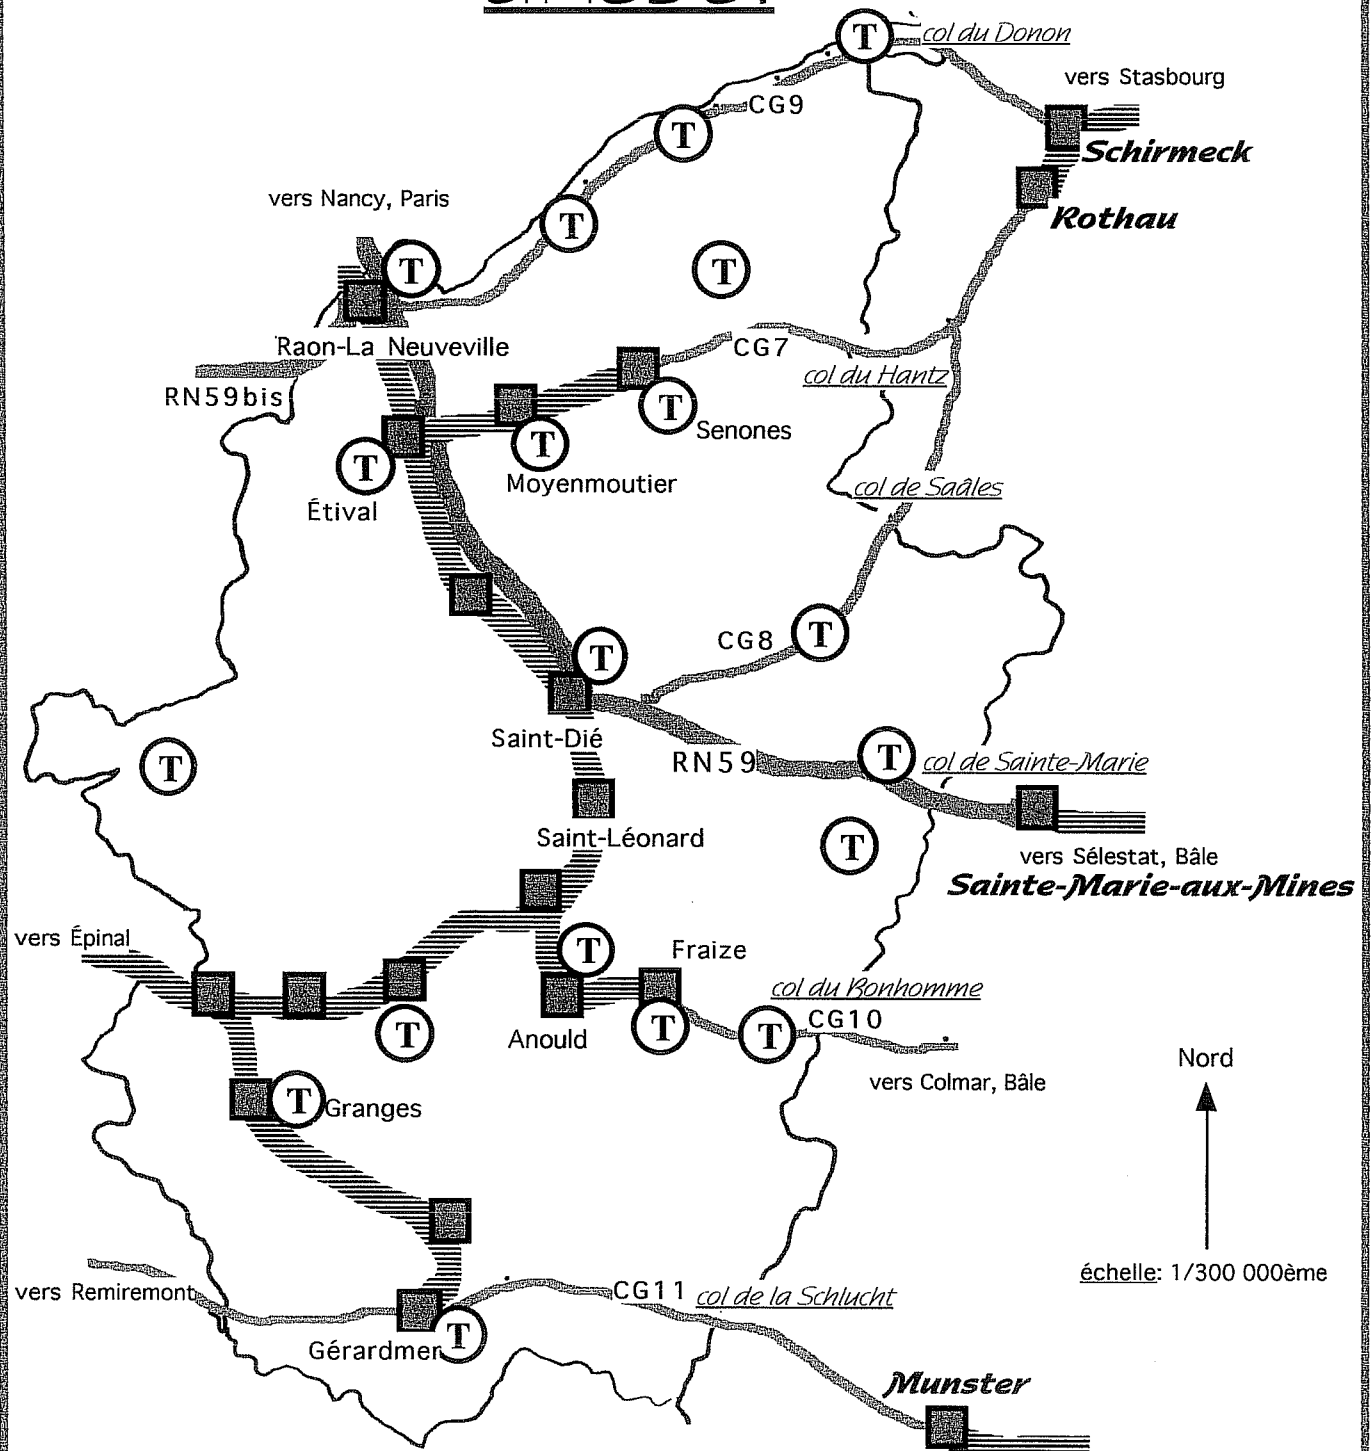 col du Donon
T
vers Stasbourg
CG9
T
Schirmeck
Rothau
vers Nancy, Paris
T
T
T
Raon-La Neuveville
CG7
col du Hantz
RN59bis
T
Senones
T
Moyenmoutier
T
Étival
col de Saâles
CG8
T
T
Saint-Dié
RN59
T
col de Sainte-Marie
T
Saint-Léonard
T
vers Sélestat, Bâle
Sainte-Marie-aux-Mines
vers Épinal
T
Fraize
col du Bonhomme
CG10
T
T
T
Anould
vers Colmar, Bâle
Nord
T
Granges
échelle: 1/300 000ème
vers Remiremont
CG11
col de la Schlucht
T
Gérardmer
Munster